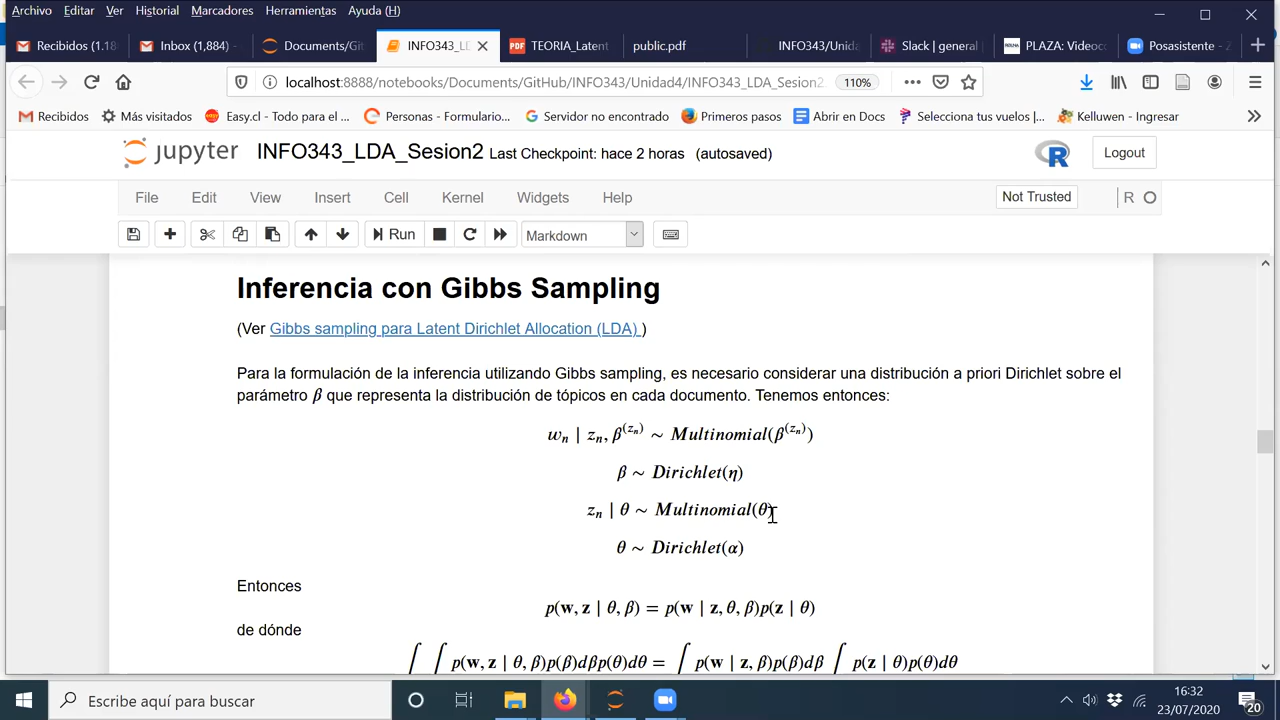 Archivo Editar Ver Historial Marcadores Herramientas Ayuda (H)
Recibidos (1.18 Inbox (1,884) - Documents/Git INFO343_LD PDF TEORIA_Latent public.pdf INFO343/Unida Slack | general PLAZA: Videoco Posasistente - Z
localhost:8888/notebooks/Documents/GitHub/INFO343/Unidad4/INFO343_LDA_Sesion2. 110%
Recibidos Más visitados Easy.cl - Todo para el ... Personas - Formulario... Servidor no encontrado Primeros pasos Abrir en Docs Selecciona tus vuelos | ... Kelluwen - Ingresar
jupyter INFO343_LDA_Sesion2 Last Checkpoint: hace 2 horas (autosaved) R Logout
File Edit View Insert Cell Kernel Widgets Help Not Trusted R
Run Markdown
Inferencia con Gibbs Sampling
(Ver Gibbs sampling para Latent Dirichlet Allocation (LDA) )
Para la formulación de la inferencia utilizando Gibbs sampling, es necesario considerar una distribución a priori Dirichlet sobre el
parámetro β que representa la distribución de tópicos en cada documento. Tenemos entonces:
wₙ | zₙ, β^(zₙ) ∼ Multinomial(β^(zₙ))
β ∼ Dirichlet(η)
zₙ | θ ∼ Multinomial(θ)
θ ∼ Dirichlet(α)
Entonces
p(w, z | θ, β) = p(w | z, θ, β)p(z | θ)
de dónde
∫ ∫ p(w, z | θ, β)p(β)dβp(θ)dθ = ∫ p(w | z, β)p(β)dβ ∫ p(z | θ)p(θ)dθ
Escribe aquí para buscar
16:32
23/07/2020
20